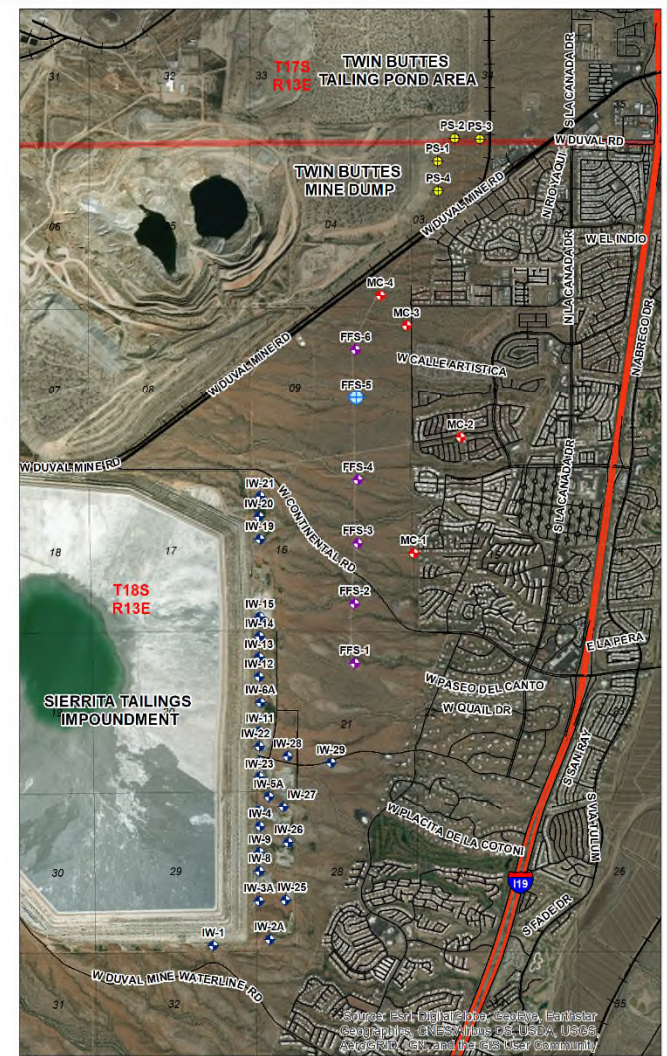 31
32
33
T17S
R13E
TWIN BUTTES
TAILING POND AREA
34
35
S LA CANADA DR
PS-2 PS-3
W DUVAL RD
PS-1
TWIN BUTTES
MINE DUMP
PS-4
N RIO YAQUI
06
05
04
03
W DUVAL MINE RD
W EL INDIO
N LA CANADA DR
MC-4
MC-3
N ABREGO DR
FFS-6
W DUVAL MINE RD
W CALLE ARTISTICA
07
08
09
FFS-5
MC-2
W DUVAL MINE RD
FFS-4
S LA CANADA DR
IW-21
IW-20
IW-19
W CONTINENTAL RD
18
17
16
FFS-3
MC-1
T18S
R13E
FFS-2
IW-15
IW-14
IW-13
IW-12
E LA PERA
FFS-1
W PASEO DEL CANTO
SIERRITA TAILINGS
IMPOUNDMENT
IW-6A
IW-11
W QUAIL DR
21
IW-22
IW-28
IW-29
S SAN RAY
IW-23
IW-5A
IW-27
S VIA TULUM
IW-4
W PLACITA DE LA COTONI
IW-26
IW-9
IW-8
30
29
28
26
I19
IW-3A
IW-25
S FADE DR
IW-1
IW-2A
W DUVAL MINE WATERLINE RD
31
32
35
Source: Esri, DigitalGlobe, GeoEye, Earthstar
Geographics, CNES/Airbus DS, USDA, USGS,
AeroGRID, IGN, and the GIS User Community